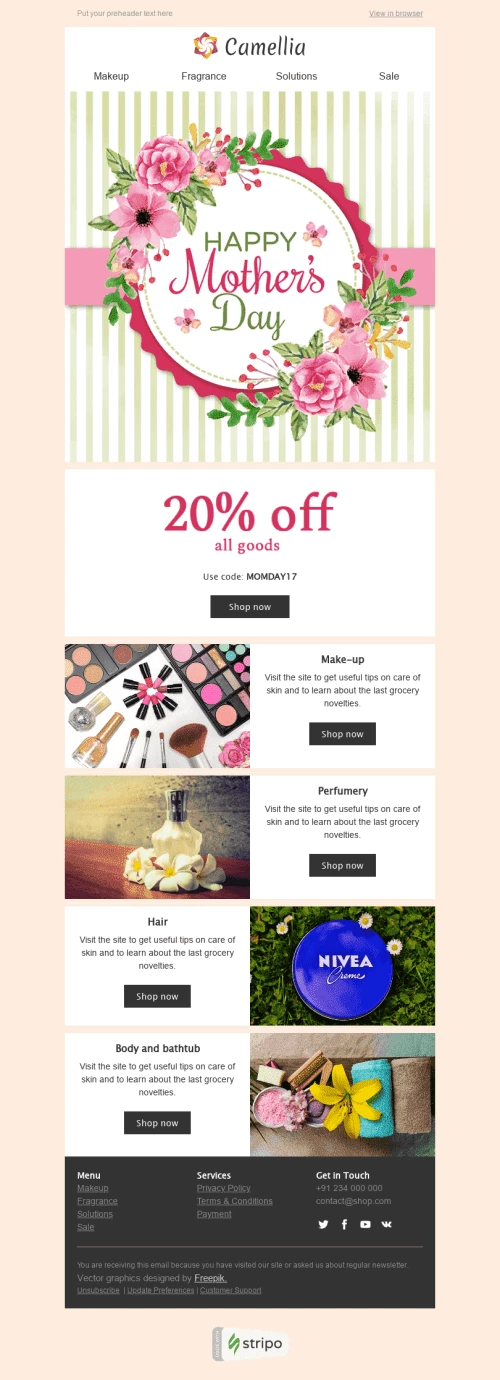 Put your preheader text here
View in browser
Camellia
Makeup
Fragrance
Solutions
Sale
HAPPY
Mother's
Day
20% off
all goods
Use code: MOMDAY17
Shop now
Make-up
Visit the site to get useful tips on care of
skin and to learn about the last grocery
novelties.
Shop now
Perfumery
Visit the site to get useful tips on care of
skin and to learn about the last grocery
novelties.
Shop now
Hair
Visit the site to get useful tips on care of
skin and to learn about the last grocery
novelties.
Shop now
NIVEA
Creme
Body and bathtub
Visit the site to get useful tips on care of
skin and to learn about the last grocery
novelties.
Shop now
Menu
Makeup
Fragrance
Solutions
Sale
Services
Privacy Policy
Terms & Conditions
Payment
Get in Touch
+91 234 000 000
contact@shop.com
You are receiving this email because you have visited our site or asked us about regular newsletter.
Vector graphics designed by Freepik.
Unsubscribe | Update Preferences | Customer Support
stripo